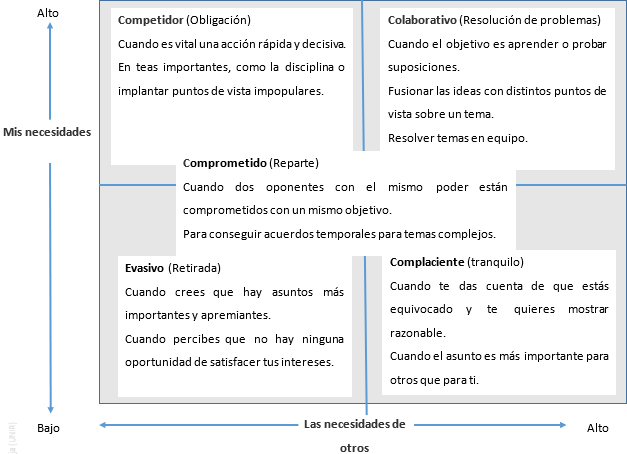 Alto
Competidor (Obligación)
Cuando es vital una acción rápida y decisiva.
En teas importantes, como la disciplina o
implantar puntos de vista impopulares.
Colaborativo (Resolución de problemas)
Cuando el objetivo es aprender o probar
suposiciones.
Fusionar las ideas con distintos puntos de
vista sobre un tema.
Resolver temas en equipo.
Mis necesidades
Comprometido (Reparte)
Cuando dos oponentes con el mismo poder están
comprometidos con un mismo objetivo.
Para conseguir acuerdos temporales para temas complejos.
Evasivo (Retirada)
Cuando crees que hay asuntos más
importantes y apremiantes.
Cuando percibes que no hay ninguna
oportunidad de satisfacer tus intereses.
Complaciente (tranquilo)
Cuando te das cuenta de que estás
equivocado y te quieres mostrar
razonable.
Cuando el asunto es más importante para
otros que para ti.
Bajo
Las necesidades de
otros
Alto
ja (UNIR)